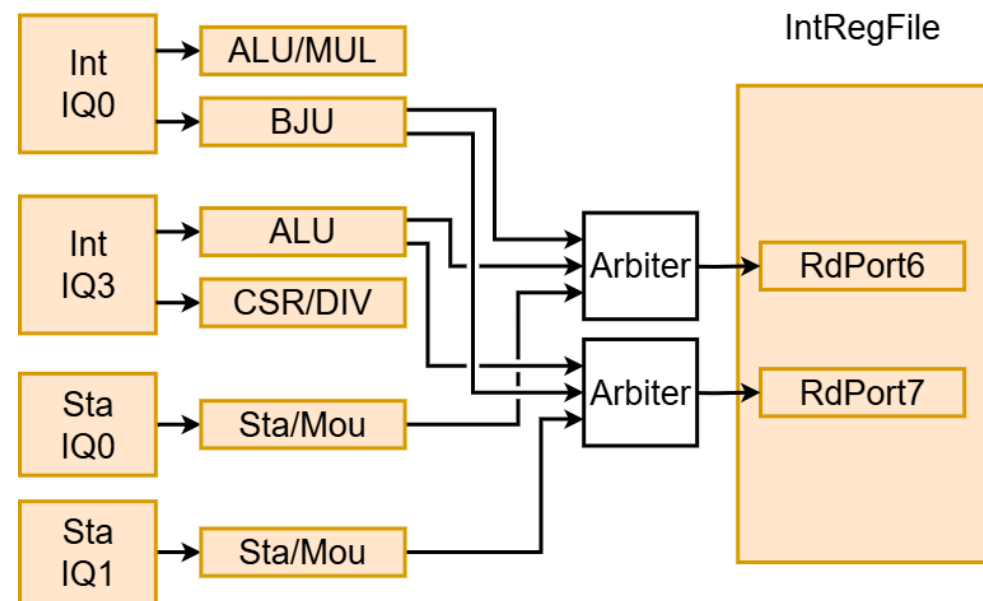 IntRegFile
Int
IQ0
ALU/MUL
BJU
Int
IQ3
ALU
CSR/DIV
Sta
IQ0
Sta/Mou
Sta
IQ1
Sta/Mou
Arbiter
Arbiter
RdPort6
RdPort7